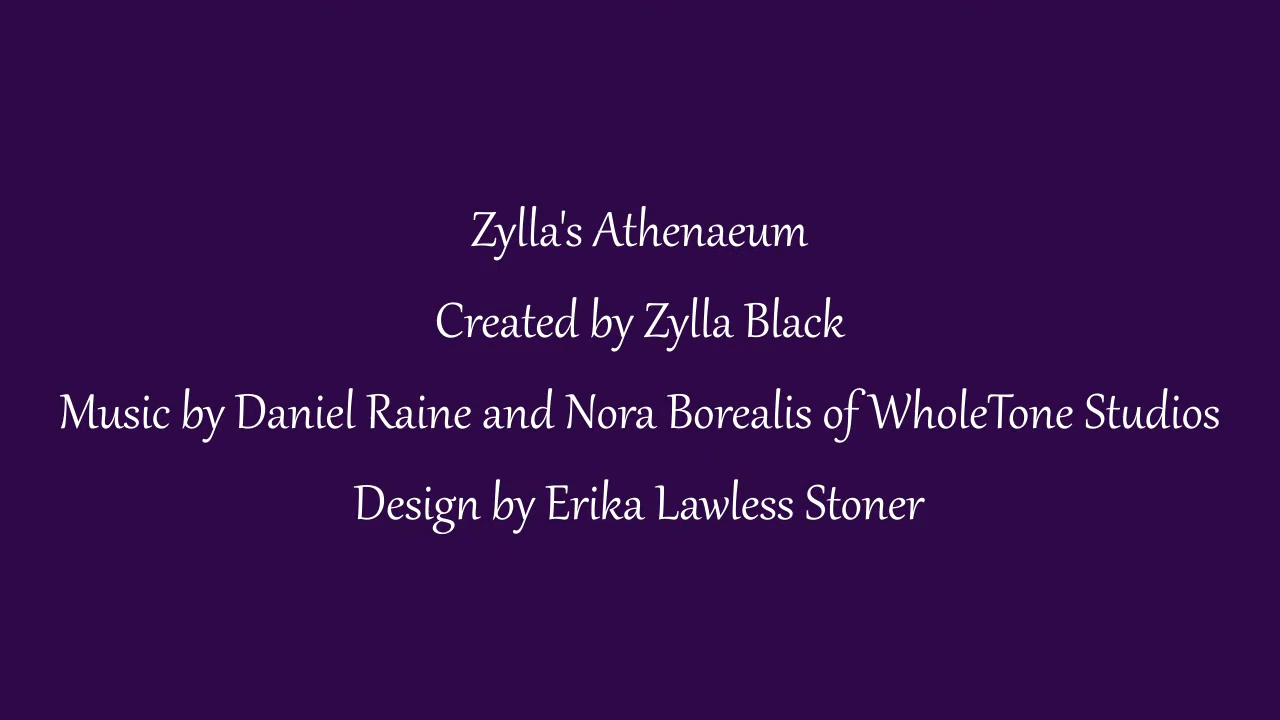 Zylla's Athenaeum
Created by Zylla Black
Music by Daniel Raine and Nora Borealis of WholeTone Studios
Design by Erika Lawless Stoner